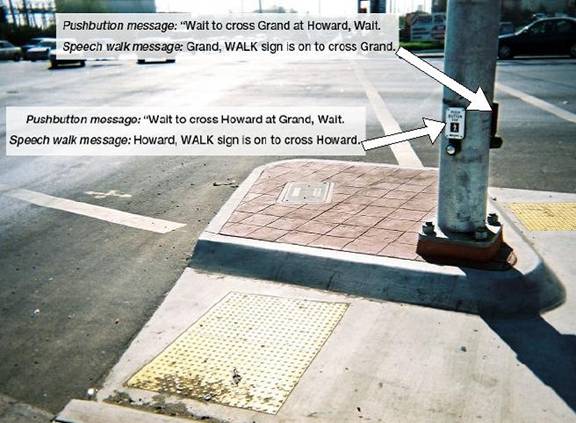 Pushbutton message: "Wait to cross Grand at Howard, Wait.
Speech walk message: Grand, WALK sign is on to cross Grand.
Pushbutton mossago: "Wait to cross Howard at Grand, Wait.
Speech walk message: Howard, WALK sign is on to cross Howard.
PUSH
BUTTON